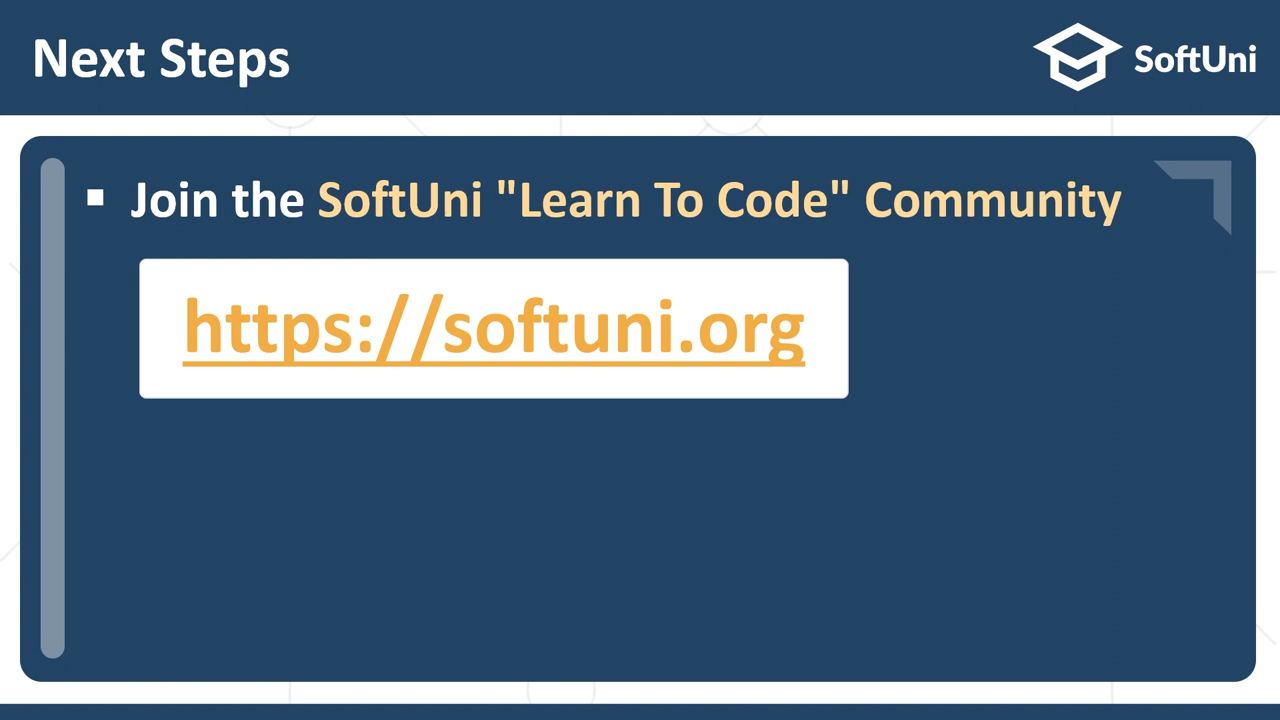 Next Steps
SoftUni
▪ Join the SoftUni "Learn To Code" Community
https://softuni.org